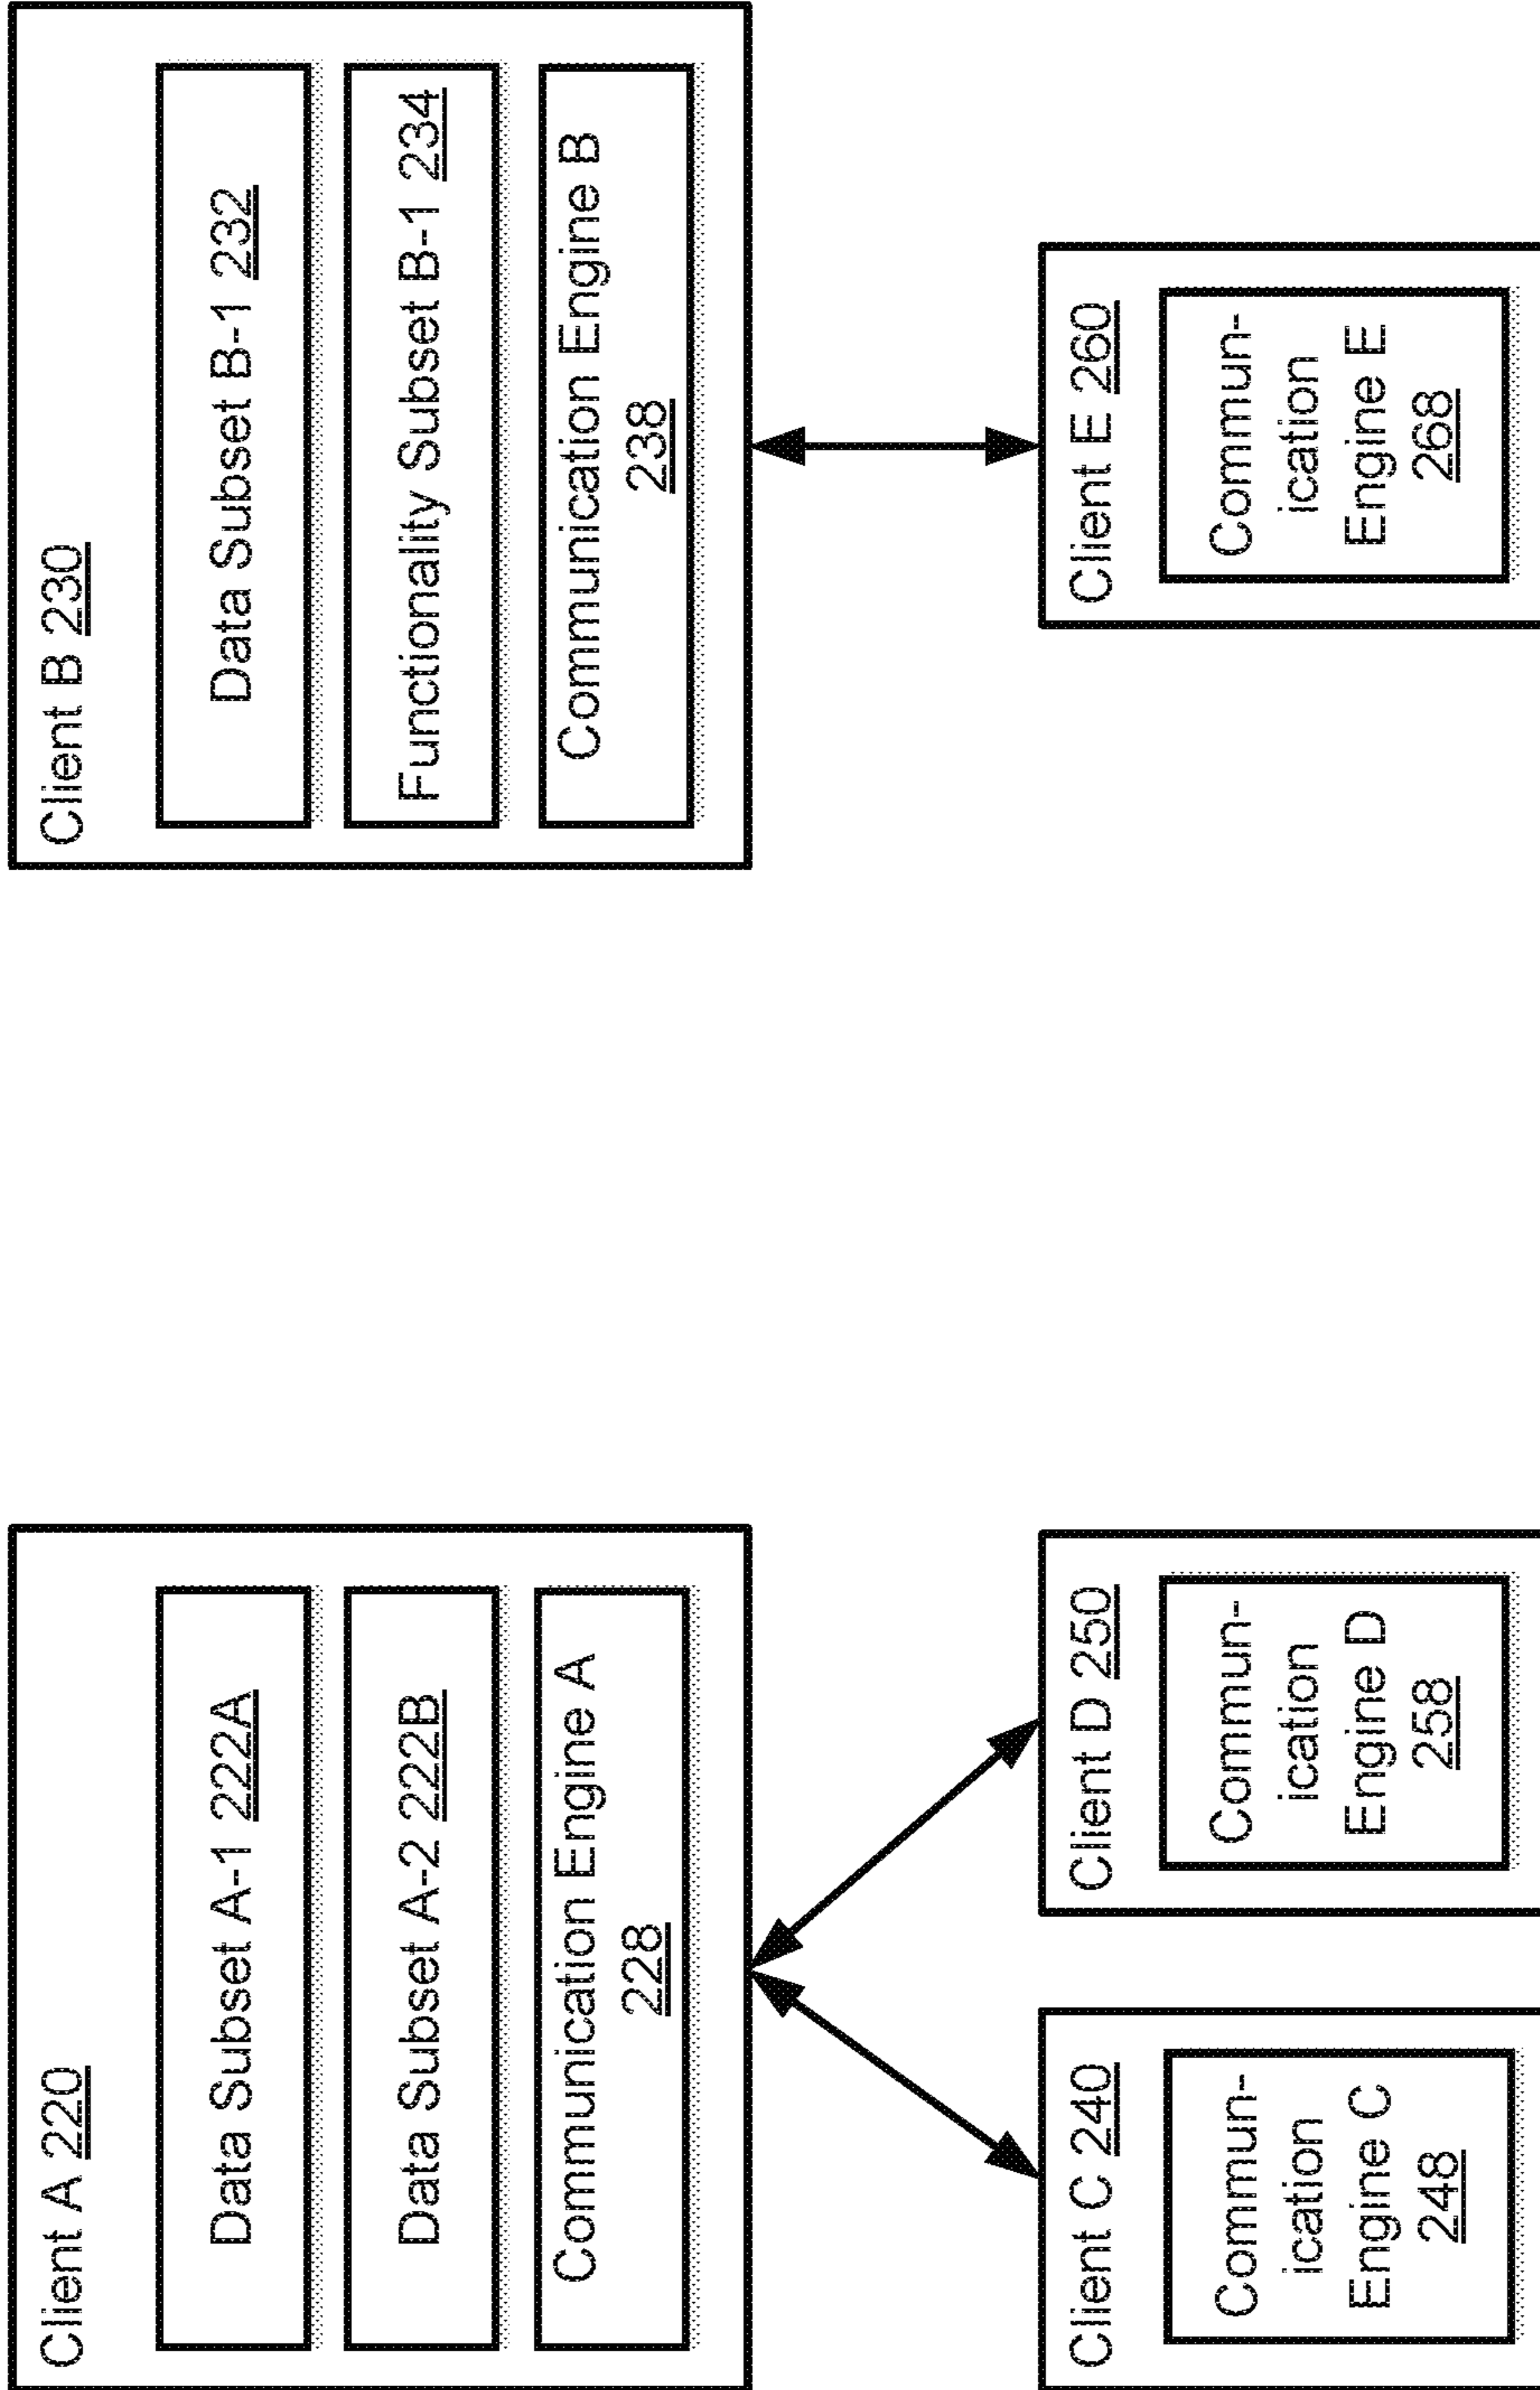 Client A 220
Data Subset A-1 222A
Data Subset A-2 222B
Communication Engine A
228
Client B 230
Data Subset B-1 232
Functionality Subset B-1 234
Communication Engine B
238
Client C 240
Commun-
ication
Engine C
248
Client D 250
Commun-
ication
Engine D
258
Client E 260
Commun-
ication
Engine E
268